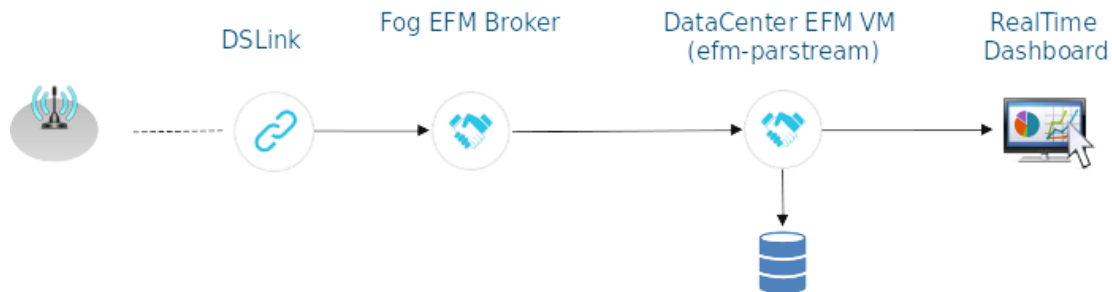 DSLink
Fog EFM Broker
DataCenter EFM VM
(efm-parstream)
RealTime
Dashboard